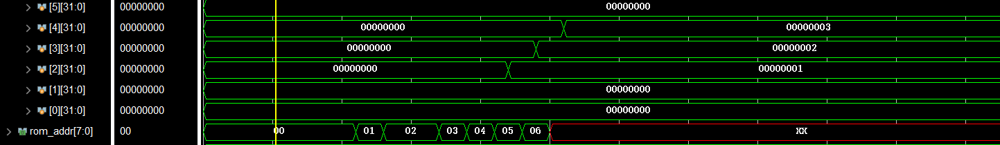 [5][31:0] 00000000 00000000
[4][31:0] 00000000 00000000 00000003
[3][31:0] 00000000 00000000 00000002
[2][31:0] 00000000 00000000 00000001
[1][31:0] 00000000 00000000
[0][31:0] 00000000 00000000
rom_addr[7:0] 00 00 01 02 03 04 05 06 XX